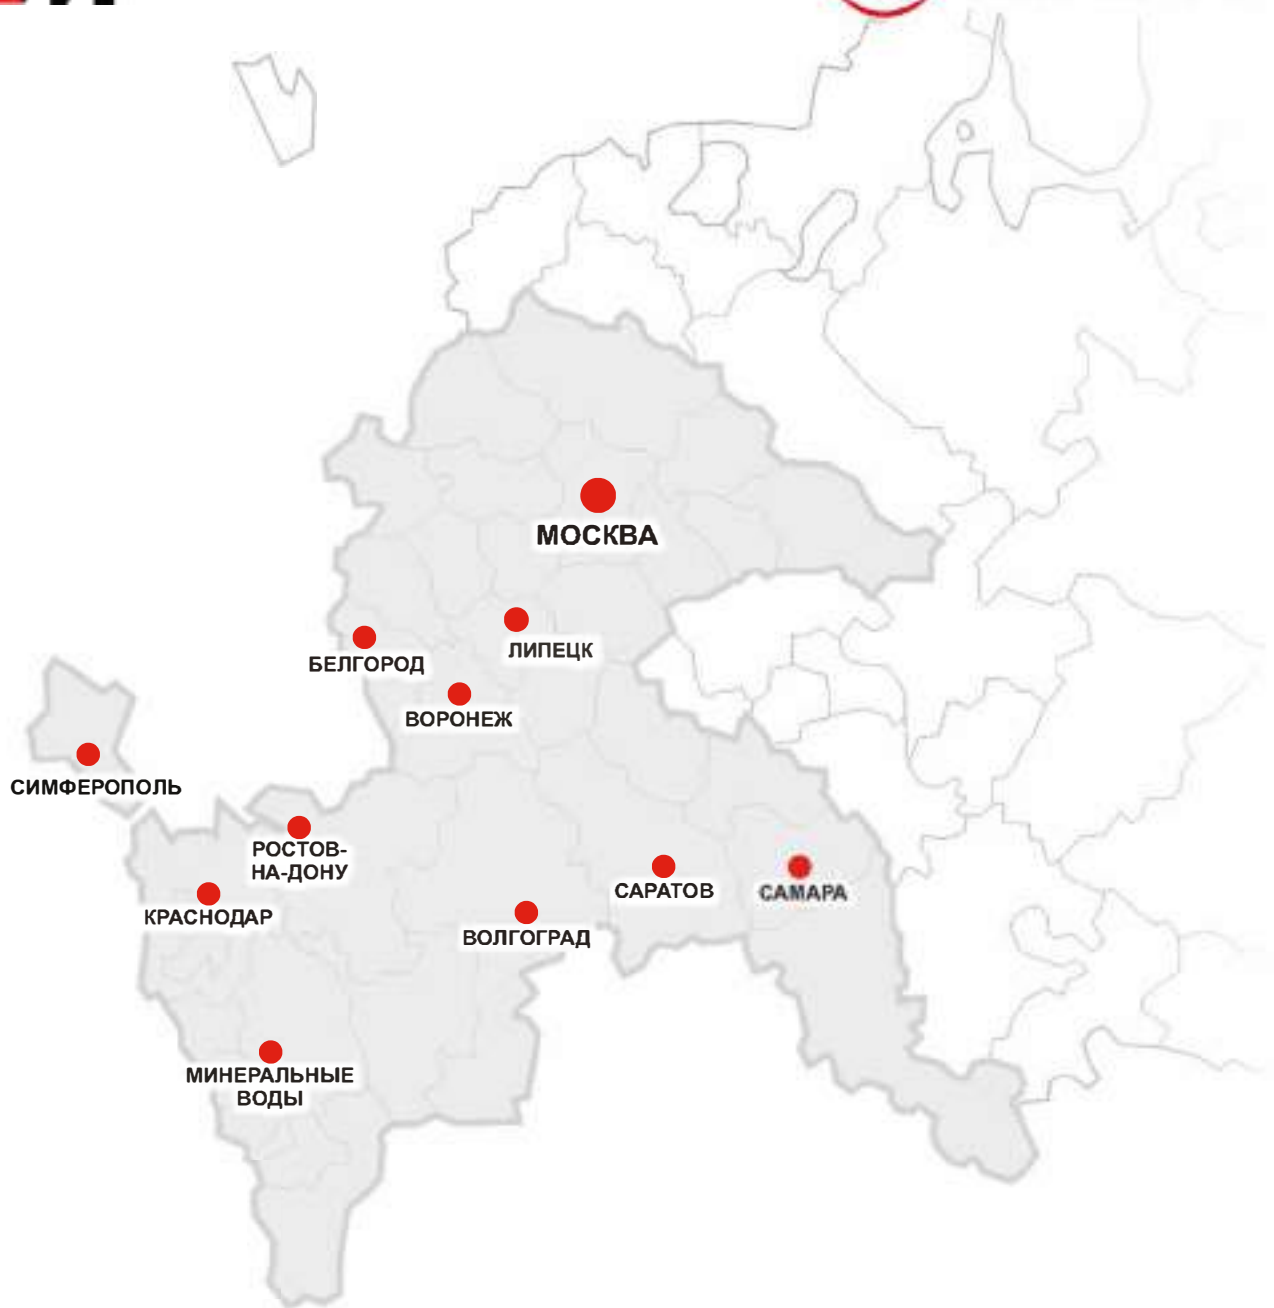 МОСКВА
ЛИПЕЦК
БЕЛГОРОД
ВОРОНЕЖ
СИМФЕРОПОЛЬ
РОСТОВ-
НА-ДОНУ
САРАТОВ
САМАРА
КРАСНОДАР
ВОЛГОГРАД
МИНЕРАЛЬНЫЕ
ВОДЫ